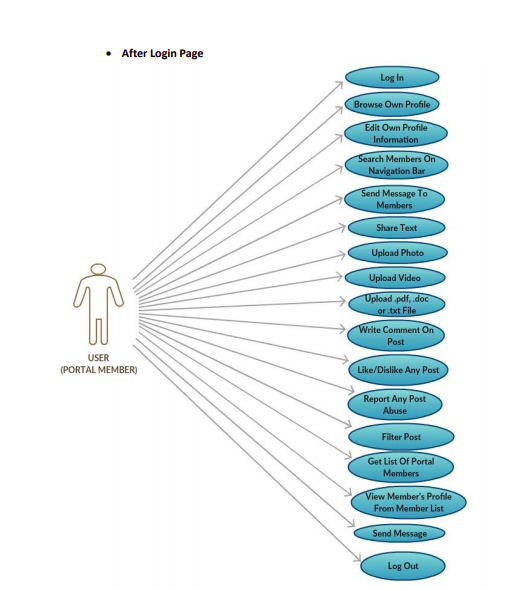 • After Login Page
Log In
Browse Own Profile
Edit Own Profile
Information
Search Members On
Navigation Bar
Send Message To
Members
Share Text
Upload Photo
Upload Video
Upload .pdf, .doc
or .txt File
Write Comment On
Post
Like/Dislike Any Post
Report Any Post
Abuse
Filter Post
Get List Of Portal
Members
View Member's Profile
From Member List
Send Message
Log Out
USER
(PORTAL MEMBER)